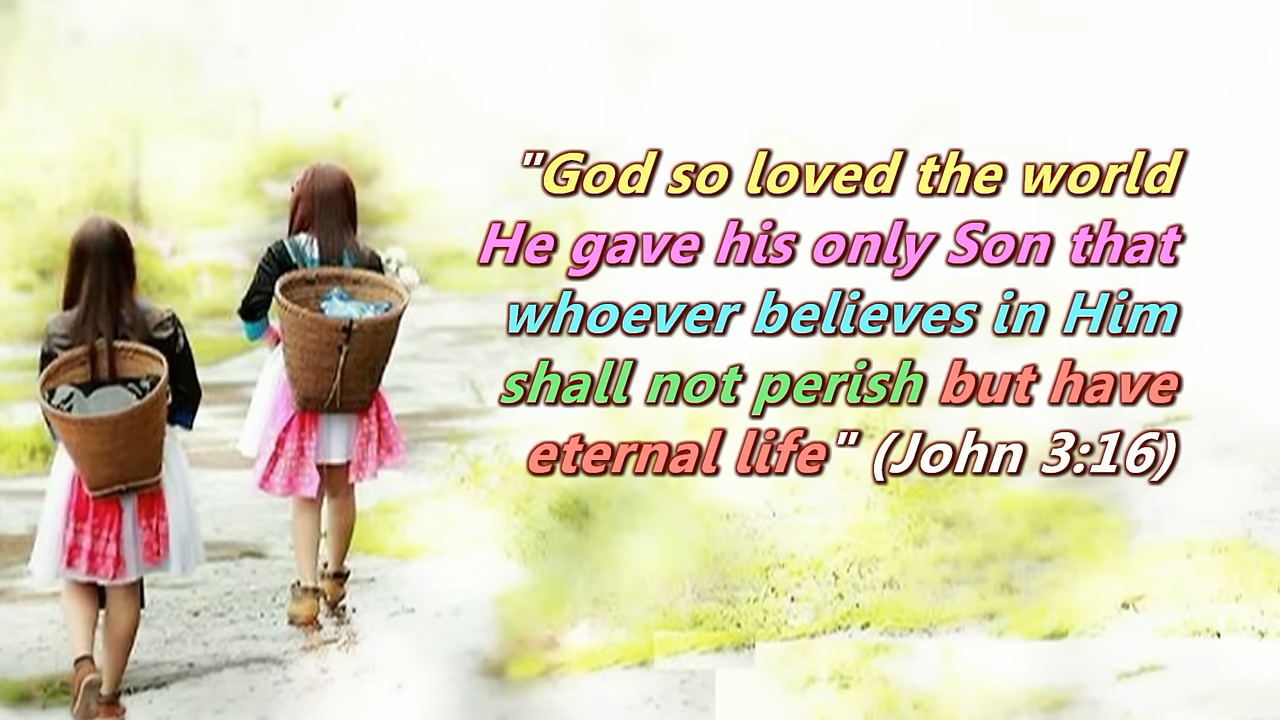 "God so loved the world
He gave his only Son that
whoever believes in Him
shall not perish but have
eternal life" (John 3:16)